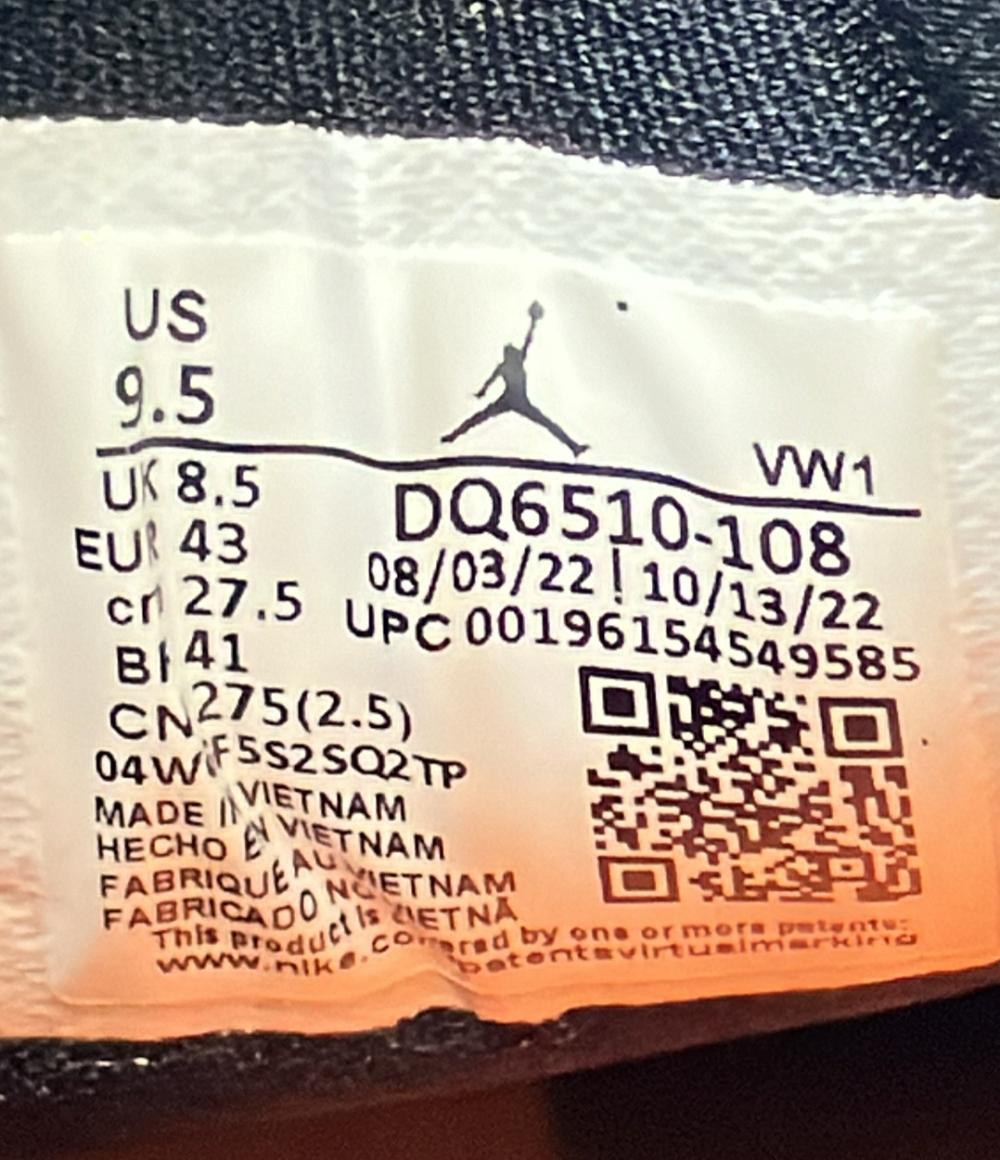 US
9.5
VW1
UK 8.5
DQ6510-108
EUR 43
08/03/22 | 10/13/22
cm 27.5
UPC 00196154549585
BR 41
CN 275(2.5)
MADE IN VIETNAM
HECHO EN VIETNAM
FABRIQUE AU VIETNAM
FABRICADO NO VIETNÃ
This product is covered by one or more patents:
www.nike.com patentsvirtualmarking